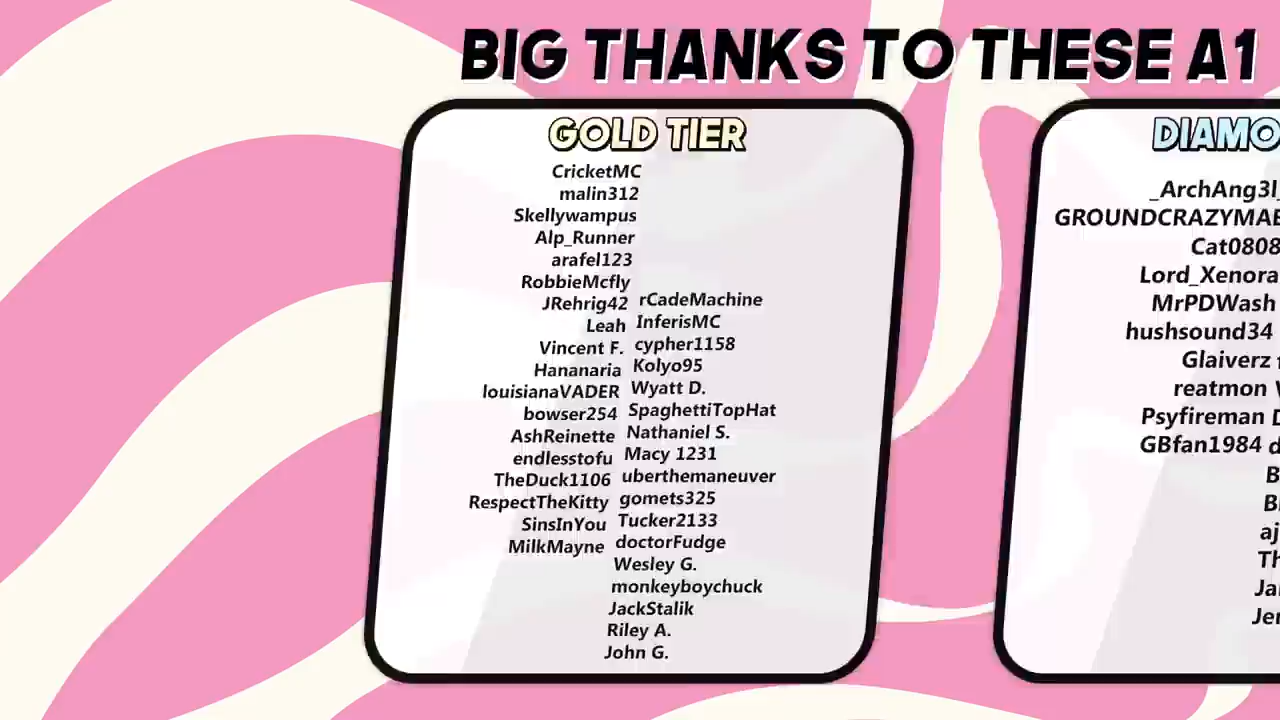 BIG THANKS TO THESE A1
GOLD TIER
CricketMC
malin312
Skellywampus
Alp_Runner
arafel123
RobbieMcfly
JRehrig42
Leah
Vincent F.
Hananaria
louisianaVADER
bowser254
AshReinette
endlesstofu
TheDuck1106
RespectTheKitty
SinsInYou
MilkMayne
rCadeMachine
InferisMC
cypher1158
Kolyo95
Wyatt D.
SpaghettiTopHat
Nathaniel S.
Macy 1231
uberthemaneuver
gomets325
Tucker2133
doctorFudge
Wesley G.
monkeyboychuck
JackStalik
Riley A.
John G.
DIAMO
_ArchAng3l_
GROUNDCRAZYMAE
Cat0808
Lord_Xenora
MrPDWash
hushsound34
Glaiverz
reatmon
Psyfireman
GBfan1984